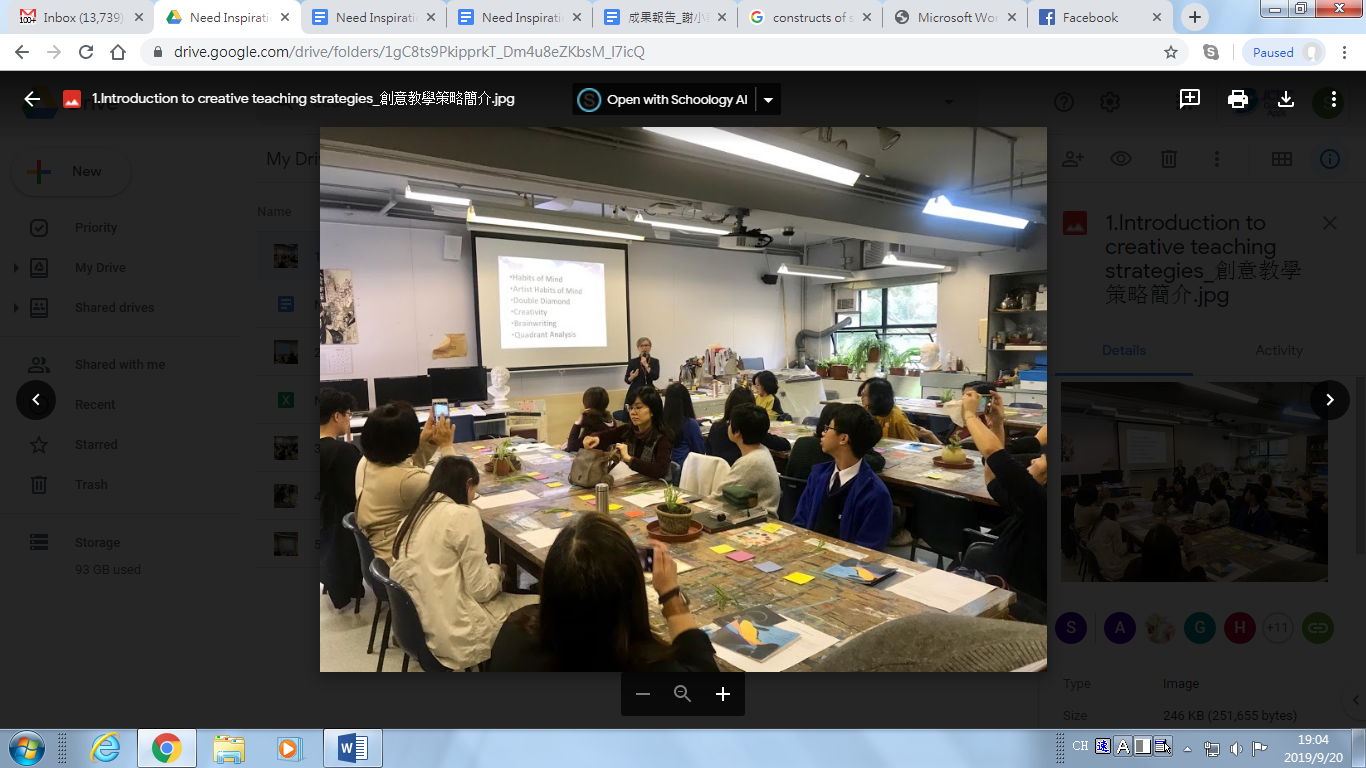 Inbox (13,739)
Need Inspirati
Need Inspirati
Need Inspirati
成果報告_謝小
constructs of s
Microsoft Wor
Facebook
drive.google.com/drive/folders/1gC8ts9PkipprkT_Dm4u8eZKbsM_l7icQ
Paused
1.Introduction to creative teaching strategies_創意教學策略簡介.jpg
Open with Schoology AI
New
My Dri
Name
Priority
My Drive
Shared drives
Shared with me
Recent
Starred
Trash
Storage
93 GB used
•Habits of Mind
•Artist Habits of Mind
•Double Diamond
•Creativity
•Brainwriting
•Quadrant Analysis
1.Introduction to
creative teaching
strategies_創意教學
策略簡介.jpg
Details
Activity
S
A
G
H
+11
Type
Image
Size
246 KB (251,655 bytes)
CH
19:04
2019/9/20